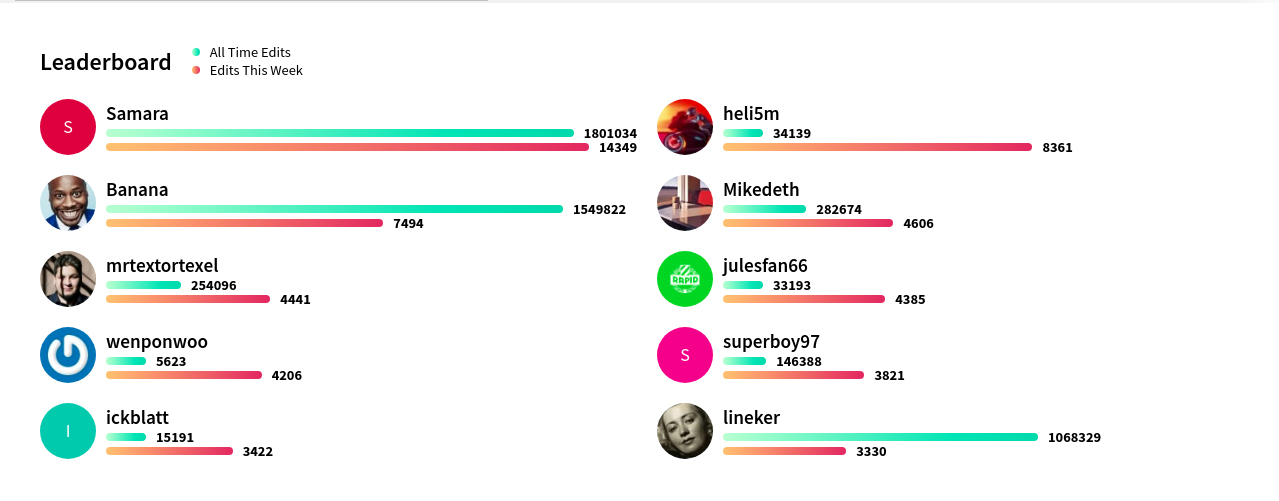 Leaderboard
All Time Edits
Edits This Week
S
Samara
1801034
14349
heli5m
34139
8361
Banana
1549822
7494
Mikedeth
282674
4606
mrtextortexel
254096
4441
RAPID
julesfan66
33193
4385
wenponwoo
5623
4206
S
superboy97
146388
3821
I
ickblatt
15191
3422
lineker
1068329
3330